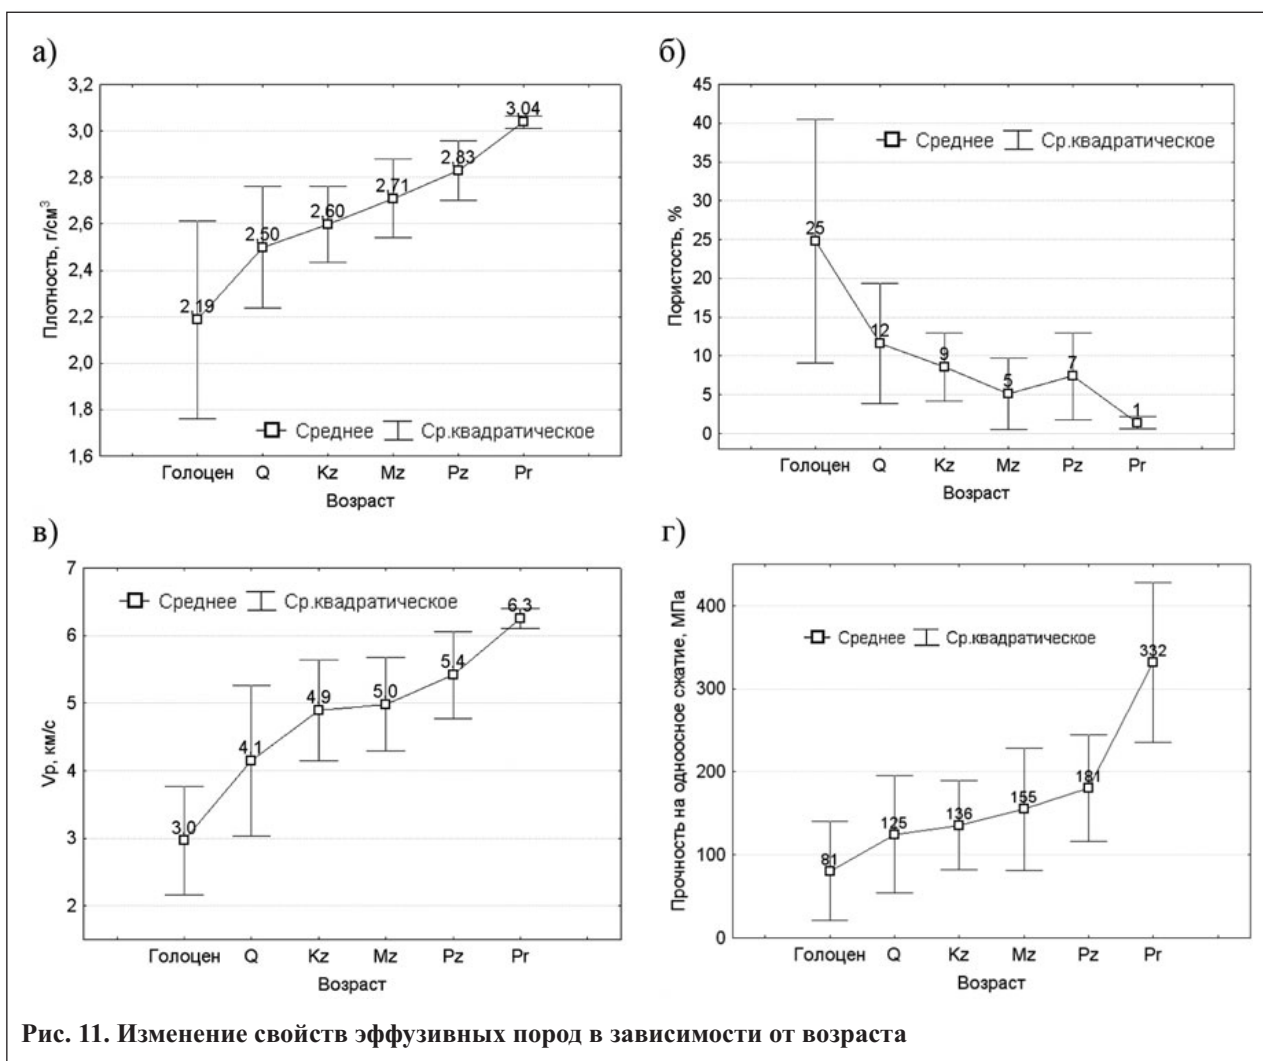 а)
3,2
3,0
2,8
2,6
2,4
2,2
2,0
1,8
1,6
Плотность, г/см³
2,19
2,50
2,60
2,71
2,83
3,04
Среднее Ср.квадратическое
Голоцен Q Kz Mz Pz Pr
Возраст
б)
45
40
35
30
25
20
15
10
5
0
Пористость, %
Среднее Ср.квадратическое
25
12
9
5
7
1
Голоцен Q Kz Mz Pz Pr
Возраст
в)
7
6
5
4
3
2
Vp, км/с
Среднее Ср.квадратическое
3,0
4,1
4,9
5,0
5,4
6,3
Голоцен Q Kz Mz Pz Pr
Возраст
г)
400
300
200
100
0
Прочность на одноосное сжатие, МПа
Среднее Ср.квадратическое
81
125
136
155
181
332
Голоцен Q Kz Mz Pz Pr
Возраст
Рис. 11. Изменение свойств эффузивных пород в зависимости от возраста